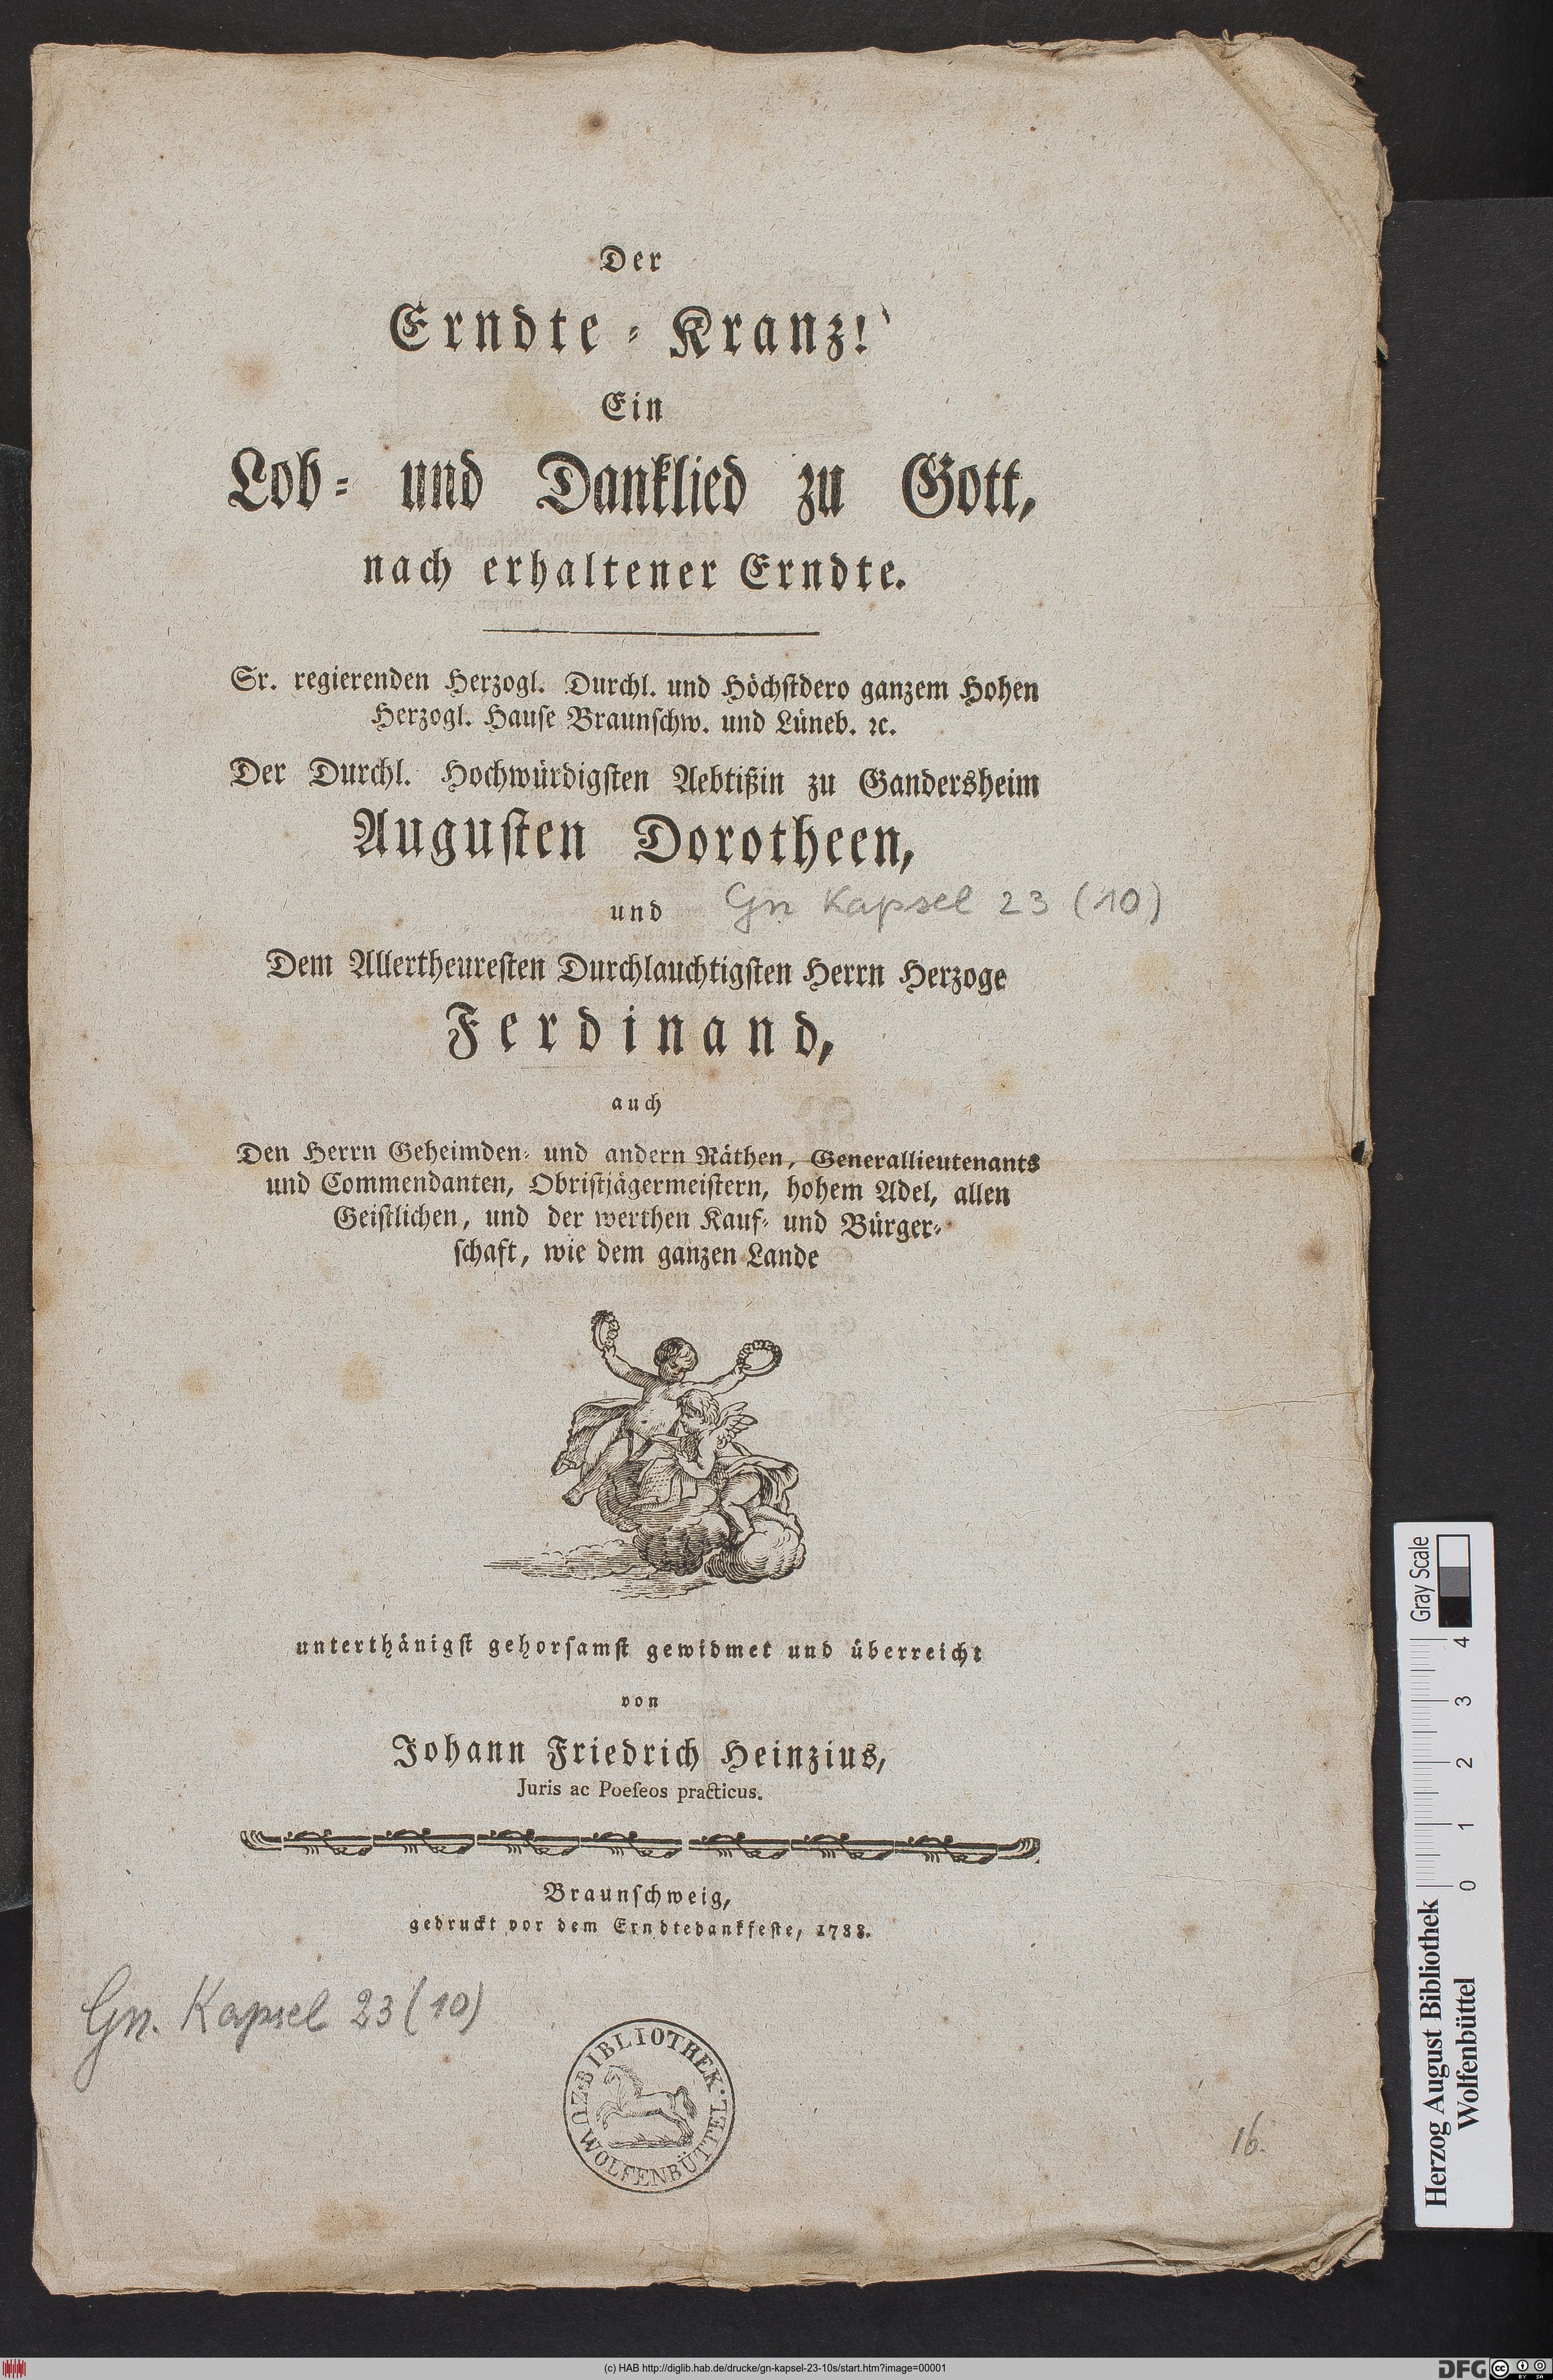 Der
Erndte-Kranz!
Ein
Lob- und Danklied zu Gott,
nach erhaltener Erndte.
Sr. regierenden Herzogl. Durchl. und Höchſtdero ganzem Hohen
Herzogl. Hauſe Braunſchw. und Lüneb. ꝛc.
Der Durchl. Hochwürdigſten Aebtißin zu Gandersheim
Auguſten Dorotheen,
und
Gn Kapsel 23 (10)
Dem Allertheureſten Durchlauchtigſten Herrn Herzoge
Ferdinand,
auch
Den Herrn Geheimden- und andern Räthen, Generallieutenants
und Commendanten, Obriſtjägermeiſtern, hohem Adel, allen
Geiſtlichen, und der werthen Kauf- und Bürger-
ſchaft, wie dem ganzen Lande
unterthänigſt gehorſamſt gewidmet und überreicht
von
Johann Friedrich Heinzius,
Juris ac Poeſeos practicus.
Braunſchweig,
gedruckt vor dem Erndtedankfeſte, 1788.
Gn. Kapsel 23 (10)
BIBLIOTHEK · ZU WOLFENBÜTTEL
16.
Gray Scale
0 1 2 3 4
Herzog August Bibliothek
Wolfenbüttel
(c) HAB http://diglib.hab.de/drucke/gn-kapsel-23-10s/start.htm?image=00001
DFG
cc
BY SA